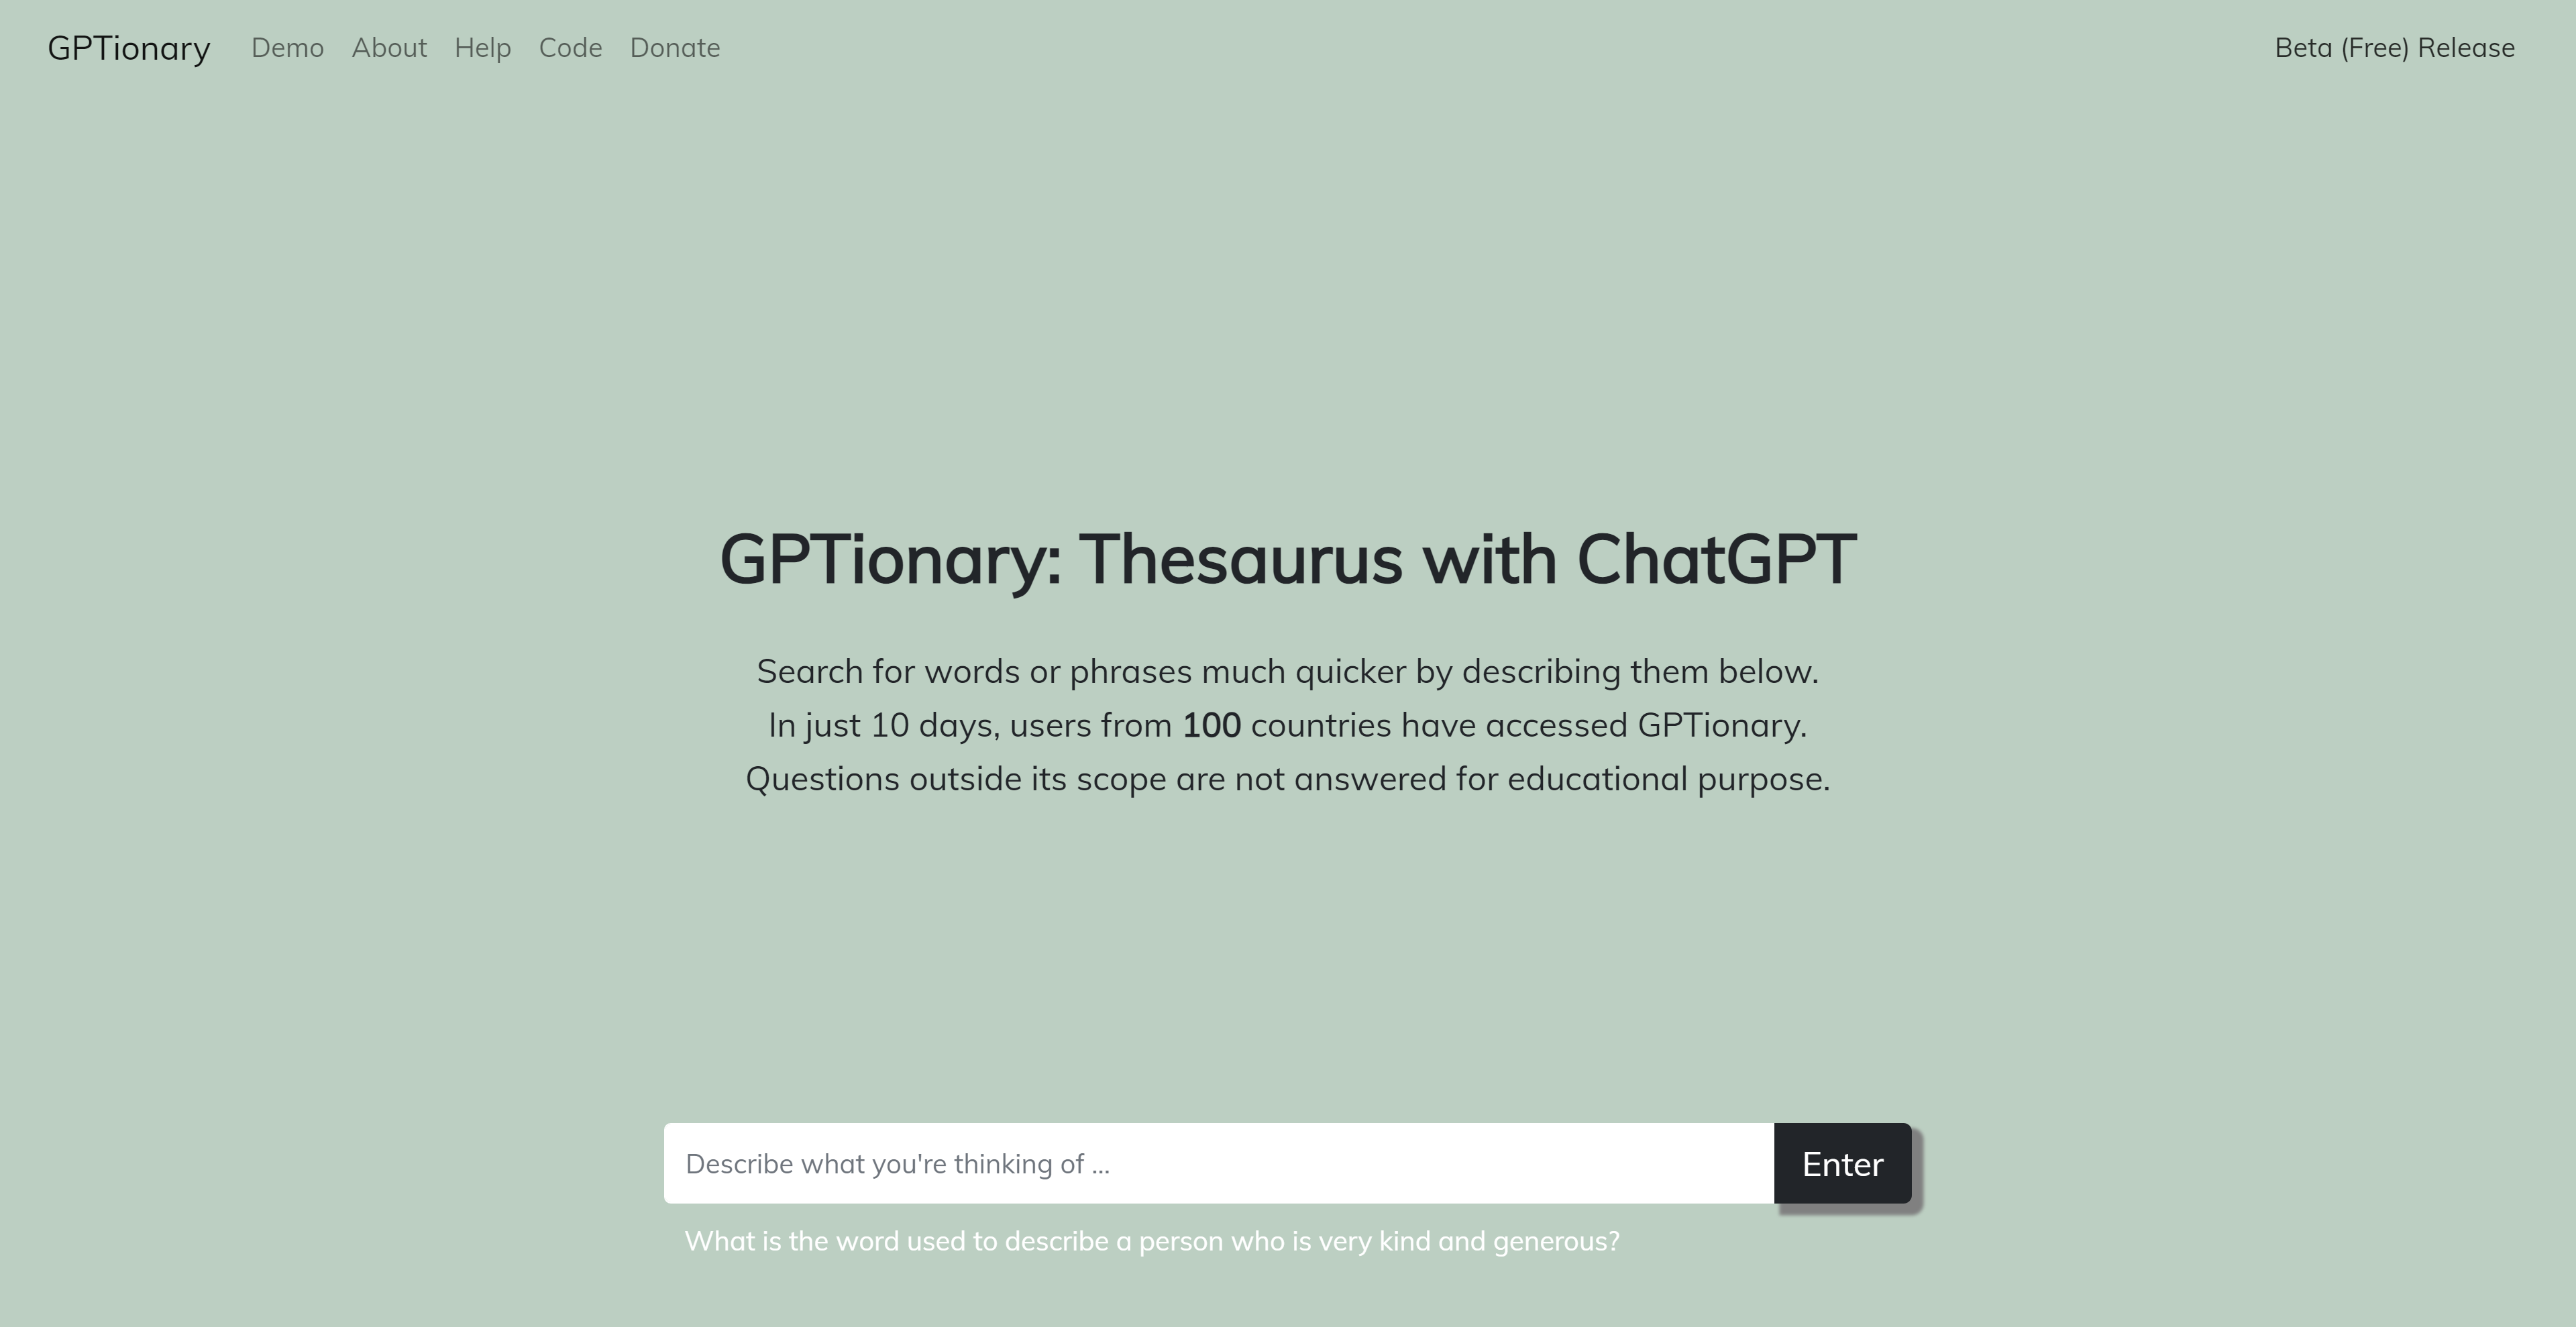 GPTionary Demo About Help Code Donate Beta (Free) Release
GPTionary: Thesaurus with ChatGPT
Search for words or phrases much quicker by describing them below.
In just 10 days, users from 100 countries have accessed GPTionary.
Questions outside its scope are not answered for educational purpose.
Describe what you're thinking of ... Enter
What is the word used to describe a person who is very kind and generous?